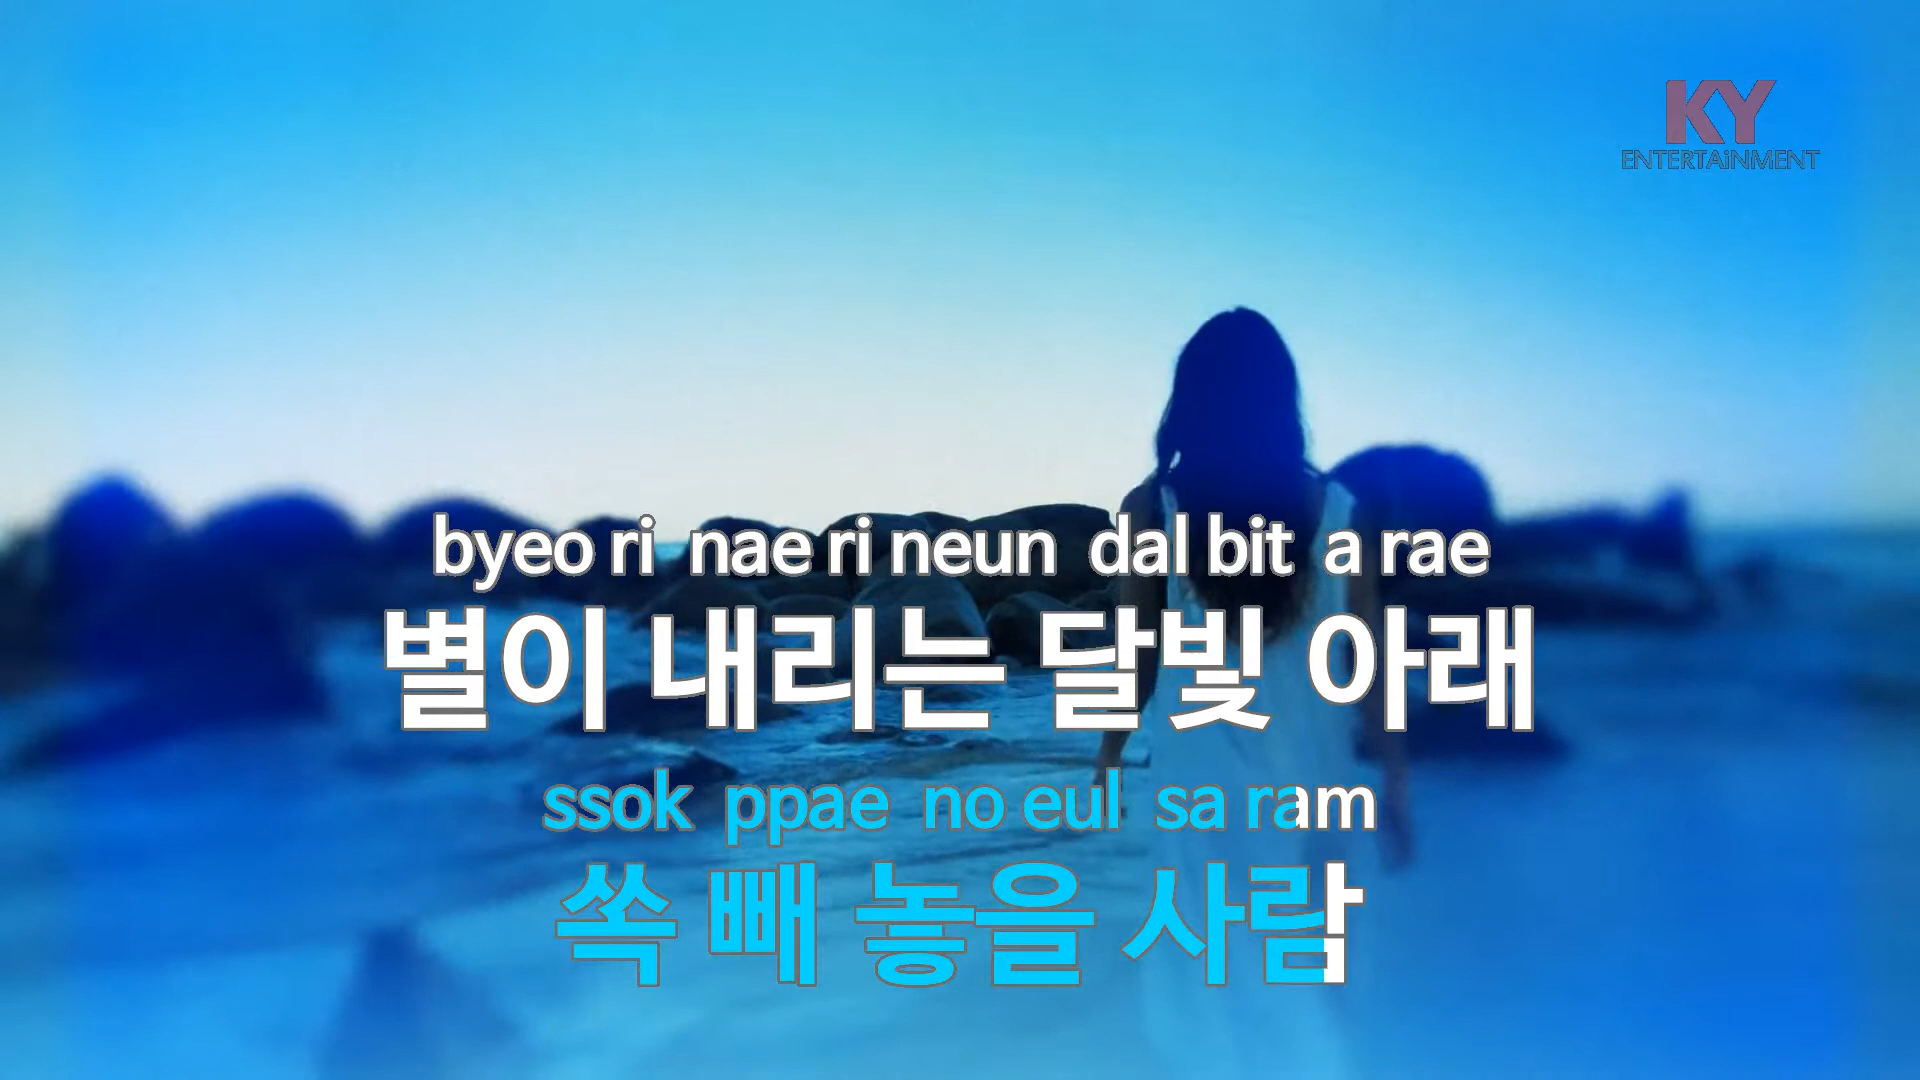 KY
ENTERTAiNMENT
byeo ri nae ri neun dal bit a rae
별이 내리는 달빛 아래
ssok ppae no eul sa ram
쏙 빼 놓을 사람